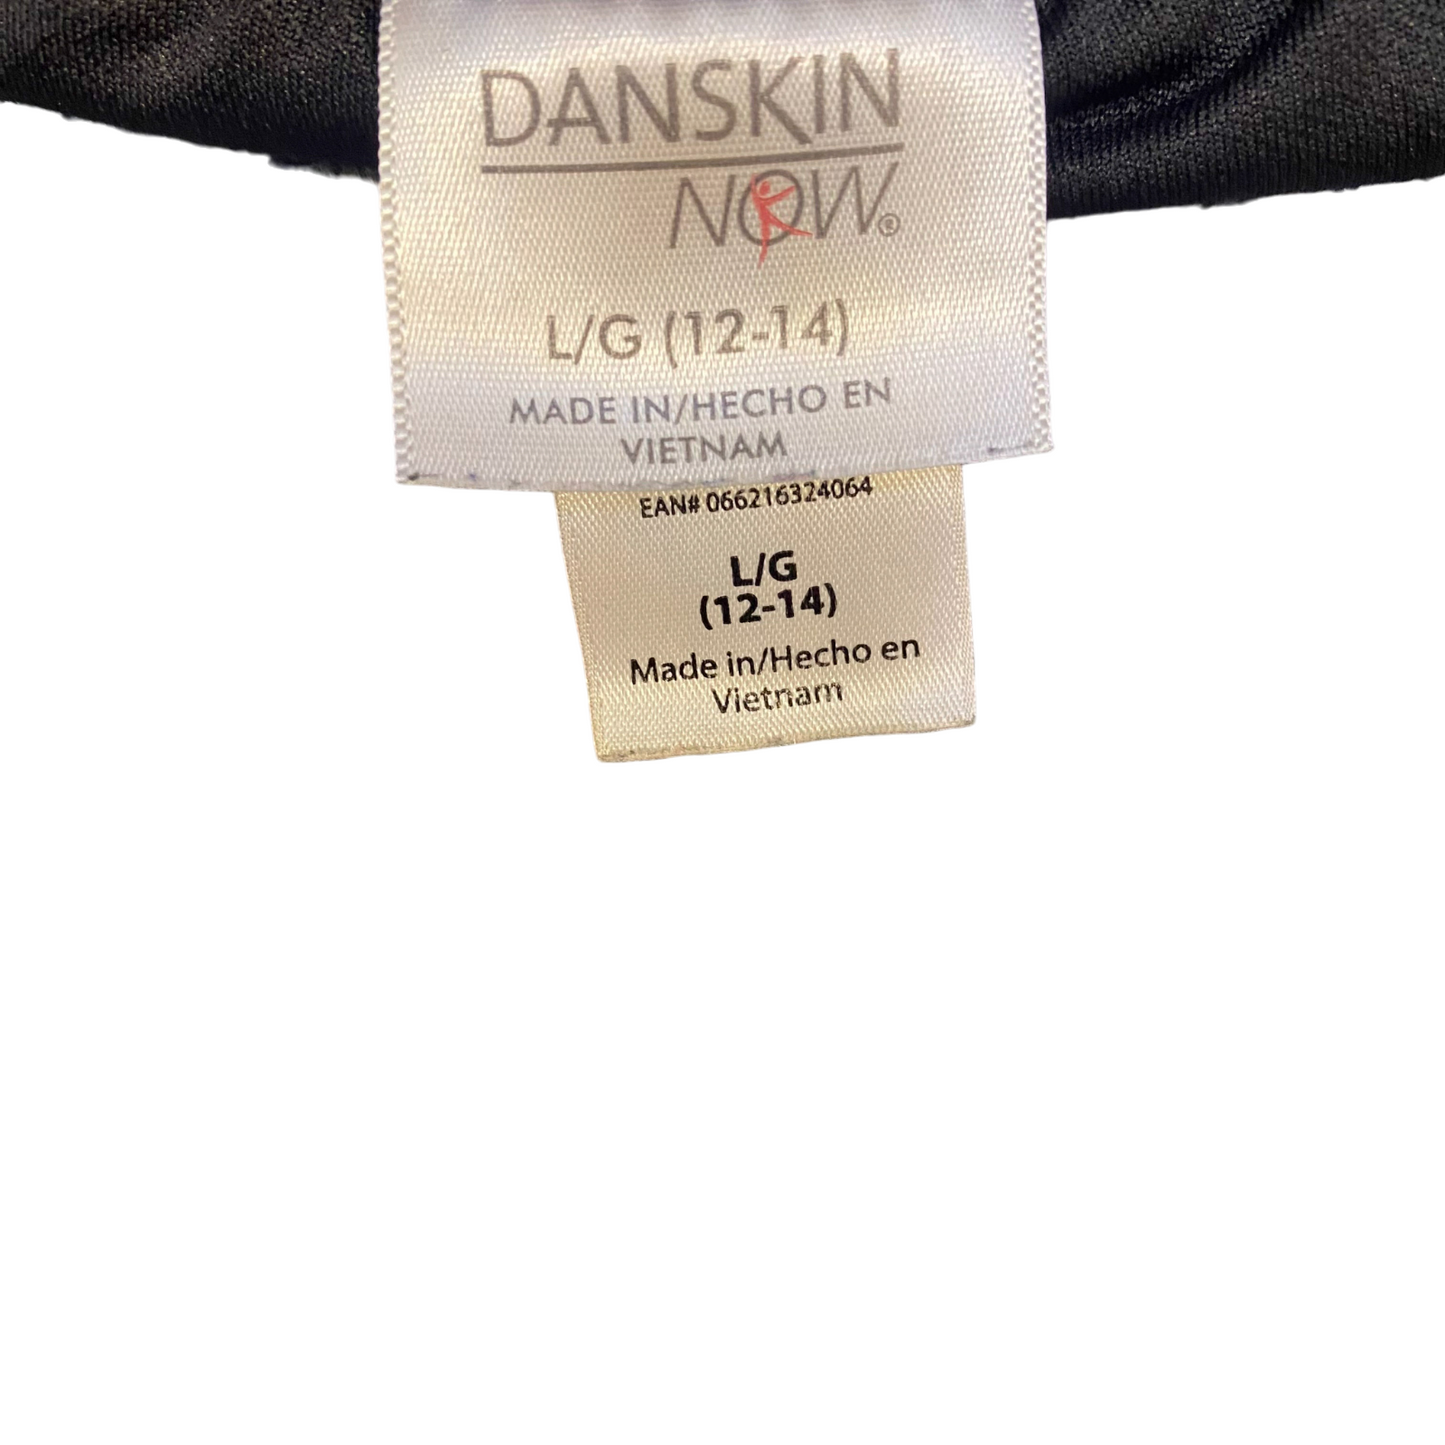 DANSKIN
NOW®
L/G (12-14)
MADE IN/HECHO EN
VIETNAM
EAN# 066216324064
L/G
(12-14)
Made in/Hecho en
Vietnam